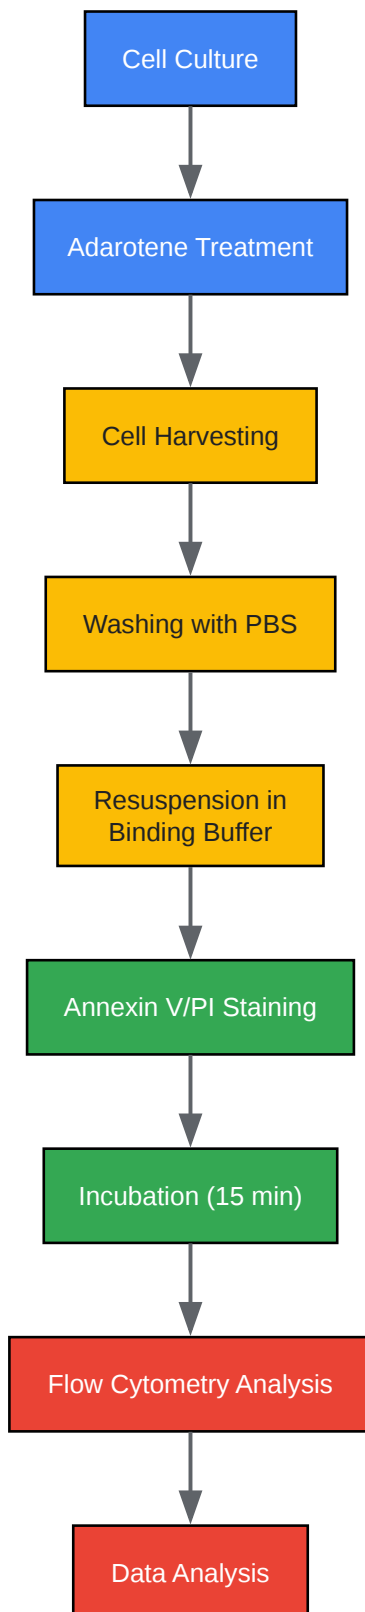 Cell Culture
Adarotene Treatment
Cell Harvesting
Washing with PBS
Resuspension in
Binding Buffer
Annexin V/PI Staining
Incubation (15 min)
Flow Cytometry Analysis
Data Analysis